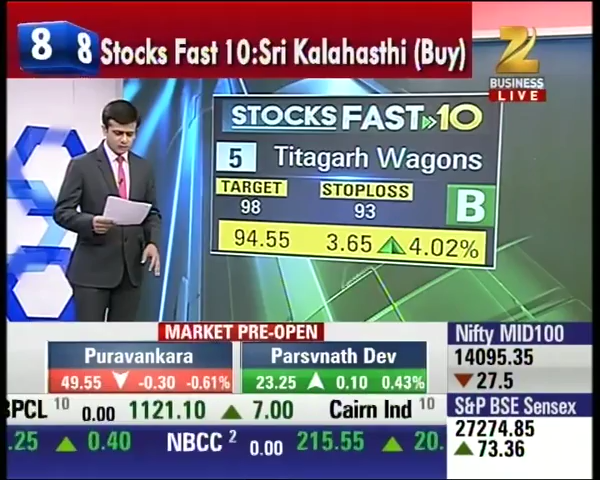 8 8 Stocks Fast 10:Sri Kalahasthi (Buy)
Z
BUSINESS
LIVE
STOCKS FAST 10
5 Titagarh Wagons
TARGET STOPLOSS
98 93
B
94.55 3.65 4.02%
MARKET PRE-OPEN
Puravankara
49.55 -0.30 -0.61%
Parsvnath Dev
23.25 0.10 0.43%
Nifty MID100
14095.35
27.5
S&P BSE Sensex
27274.85
73.36
BPCL 10 0.00 1121.10 7.00 Cairn Ind 10
.25 0.40 NBCC 2 0.00 215.55 20.